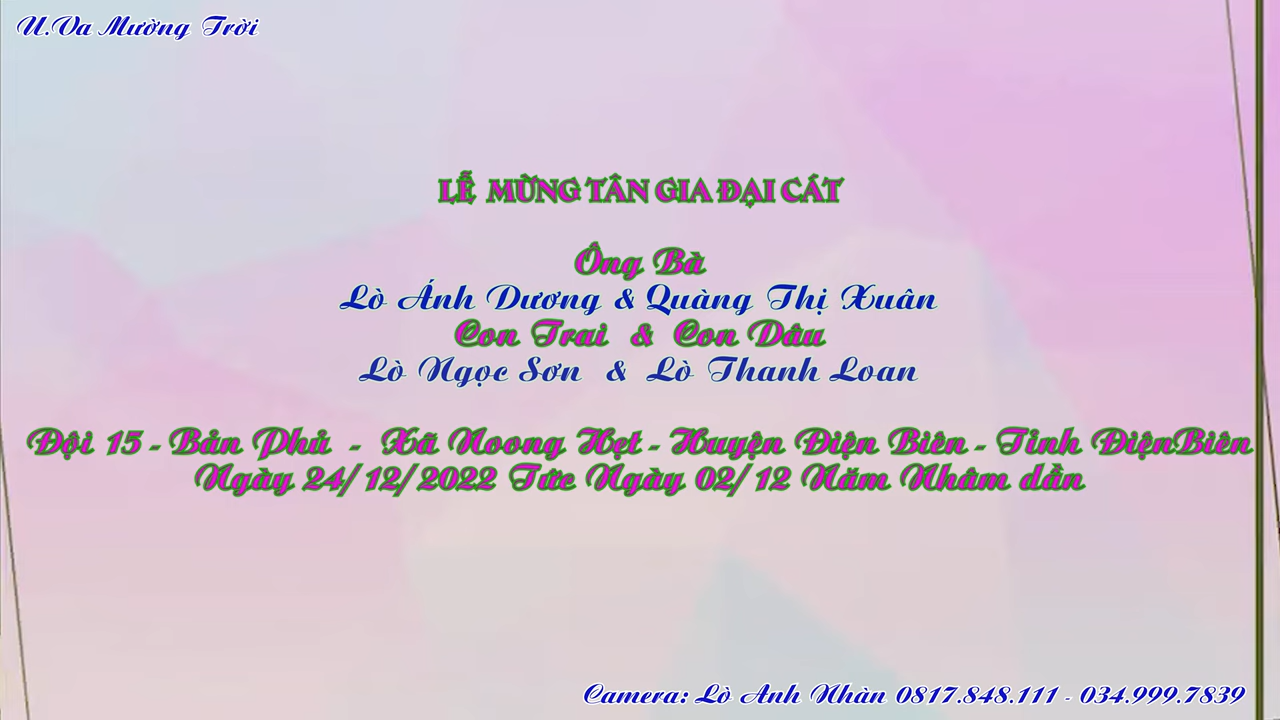 U.Va Mường Trời
LỄ MỪNG TÂN GIA ĐẠI CÁT
Ông Bà
Lò Ánh Dương & Quàng Thị Xuân
Con Trai & Con Dâu
Lò Ngọc Sơn & Lò Thanh Loan
Đội 15 - Bản Phủ - Xã Noong Hẹt - Huyện Điện Biên - Tỉnh ĐiệnBiên
Ngày 24/12/2022 Tức Ngày 02/12 Năm Nhâm dần
Camera: Lò Anh Nhàn 0817.848.111 - 034.999.7839